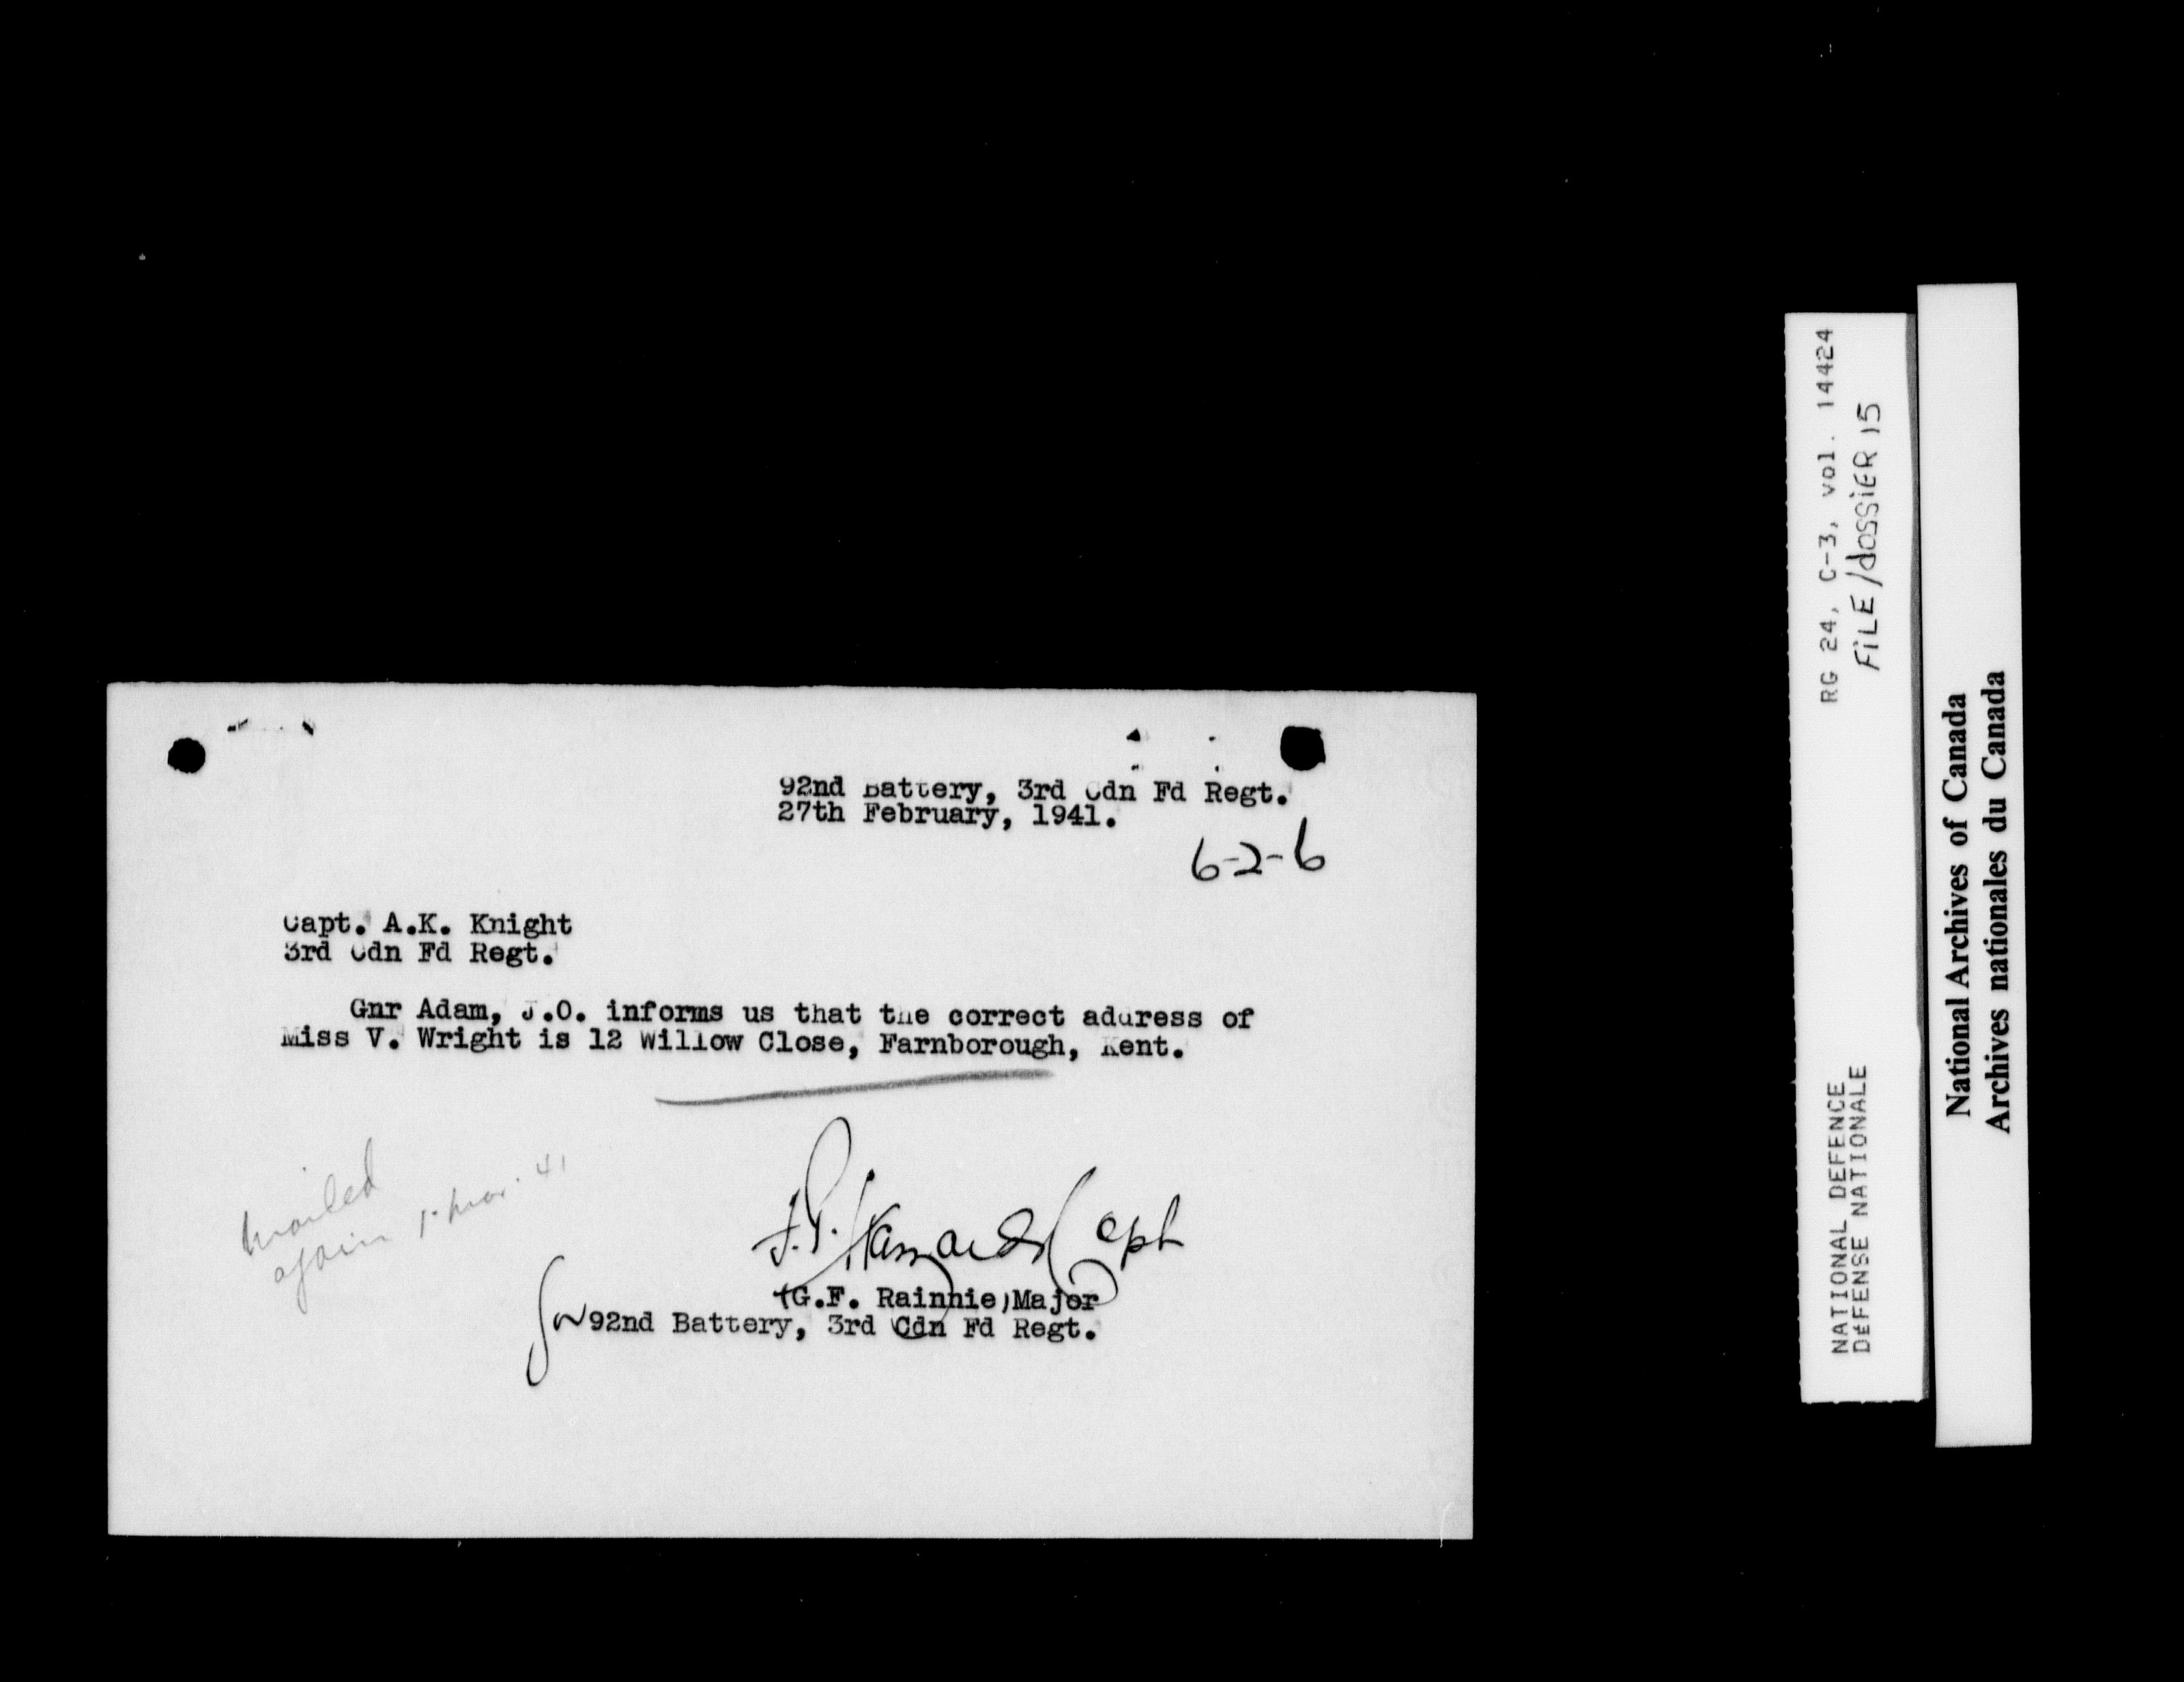 92nd Battery, 3rd Cdn Fd Regt.
27th February, 1941.
6-2-6
Capt. A.K. Knight
3rd Cdn Fd Regt.
Gnr Adam, J.O. informs us that the correct address of
Miss V. Wright is 12 Willow Close, Farnborough, Kent.
mailed
again 1. Mar. 41
Capt
(G.F. Rainnie)Major
for 92nd Battery, 3rd Cdn Fd Regt.
RG 24, C-3, vol. 14424
FiLE/dossiER 15
NATIONAL DEFENCE
DÉFENSE NATIONALE
National Archives of Canada
Archives nationales du Canada